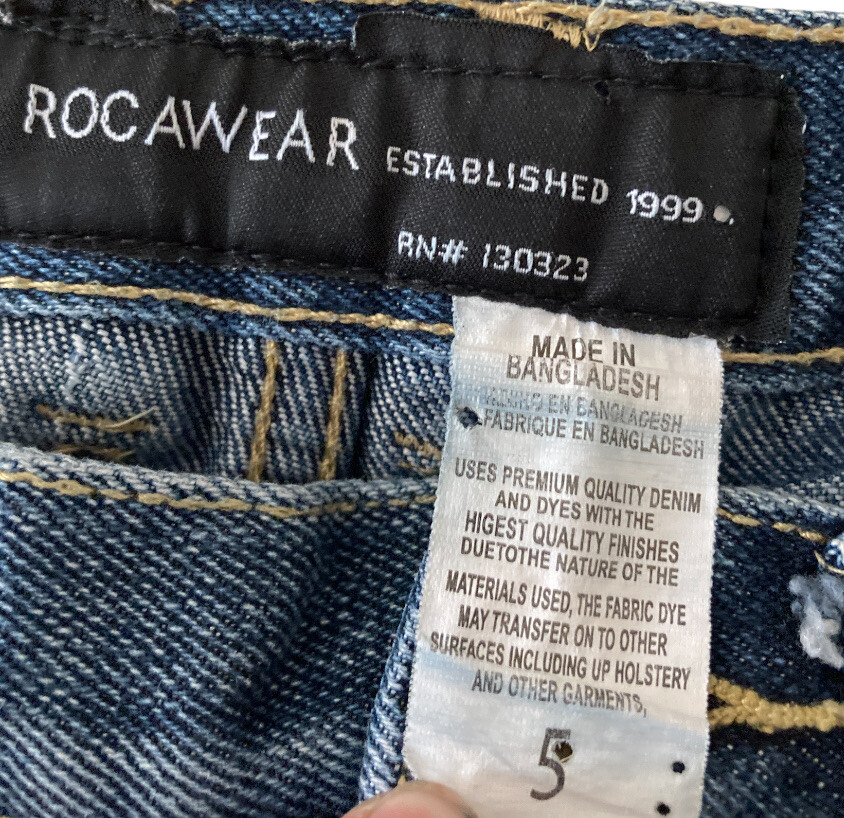 ROCAWEAR ESTABLISHED 1999
RN# 130323
MADE IN
BANGLADESH
EN BANGLADESH
FABRIQUE EN BANGLADESH
USES PREMIUM QUALITY DENIM
AND DYES WITH THE
HIGEST QUALITY FINISHES
DUETOTHE NATURE OF THE
MATERIALS USED, THE FABRIC DYE
MAY TRANSFER ON TO OTHER
SURFACES INCLUDING UP HOLSTERY
AND OTHER GARMENTS,
5